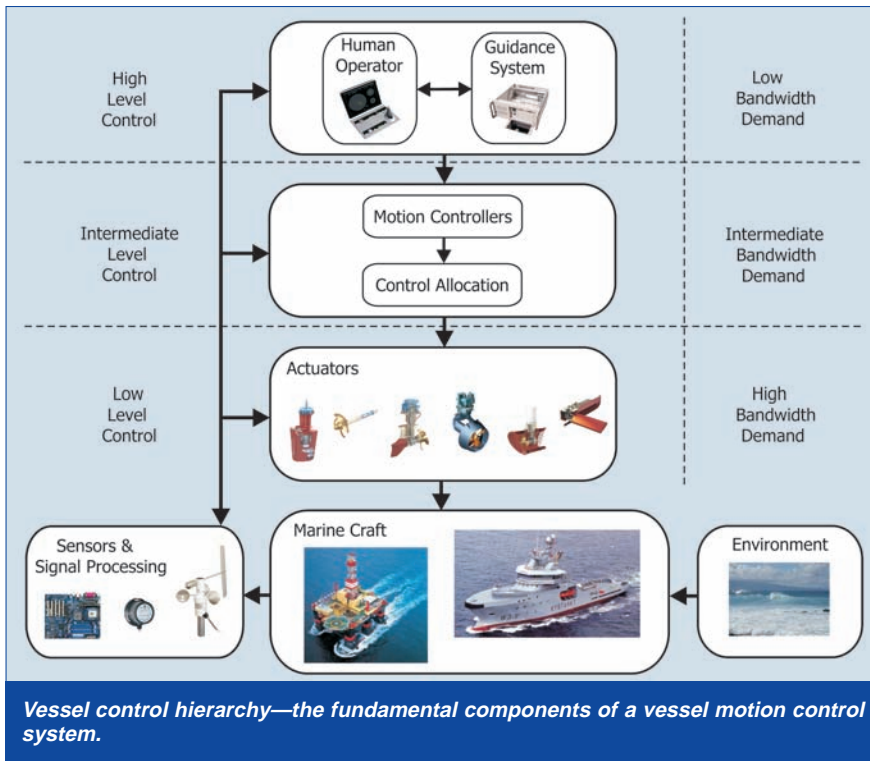 High
Level
Control
Human
Operator
Guidance
System
Low
Bandwidth
Demand
Intermediate
Level
Control
Motion Controllers
Control Allocation
Intermediate
Bandwidth
Demand
Low
Level
Control
Actuators
High
Bandwidth
Demand
Sensors &
Signal Processing
Marine Craft
Environment
Vessel control hierarchy—the fundamental components of a vessel motion control
system.